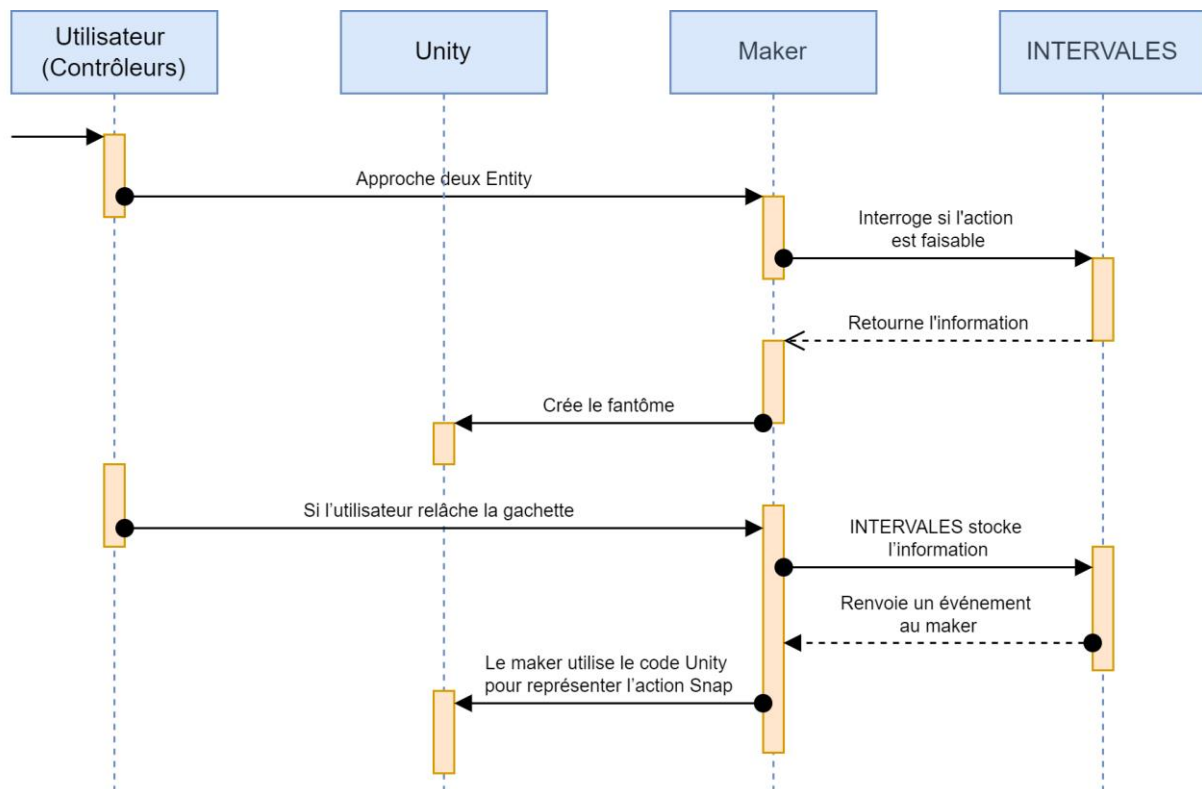 Utilisateur
(Contrôleurs)
Unity
Maker
INTERVALES
Approche deux Entity
Interroge si l'action
est faisable
Retourne l'information
Crée le fantôme
Si l’utilisateur relâche la gachette
INTERVALES stocke
l’information
Renvoie un événement
au maker
Le maker utilise le code Unity
pour représenter l’action Snap